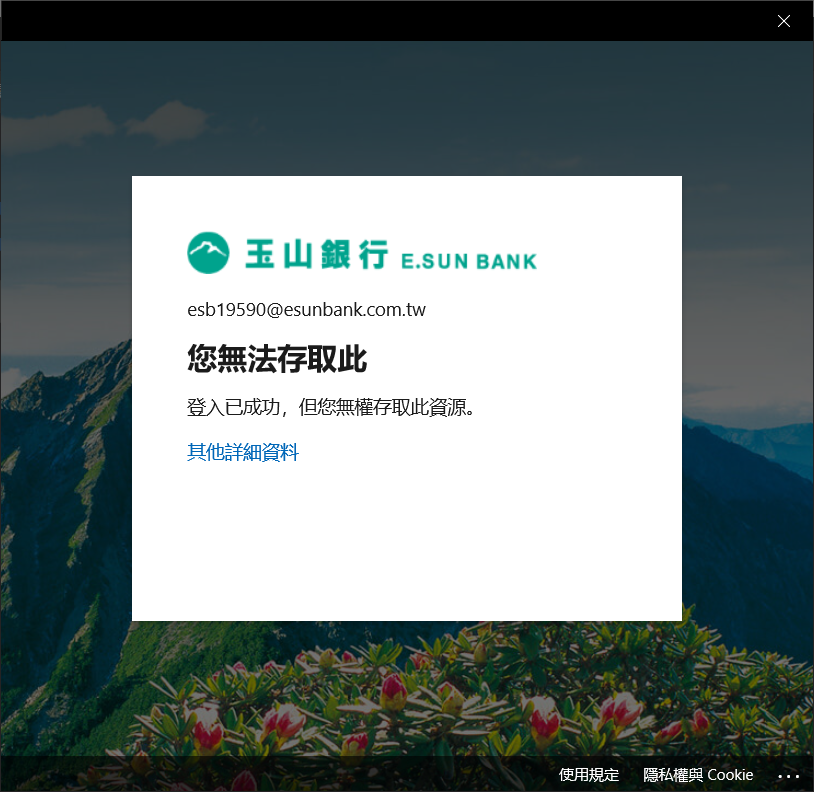 玉山銀行 E.SUN BANK
esb19590@esunbank.com.tw
您無法存取此
登入已成功，但您無權存取此資源。
其他詳細資料
使用規定 隱私權與 Cookie ...